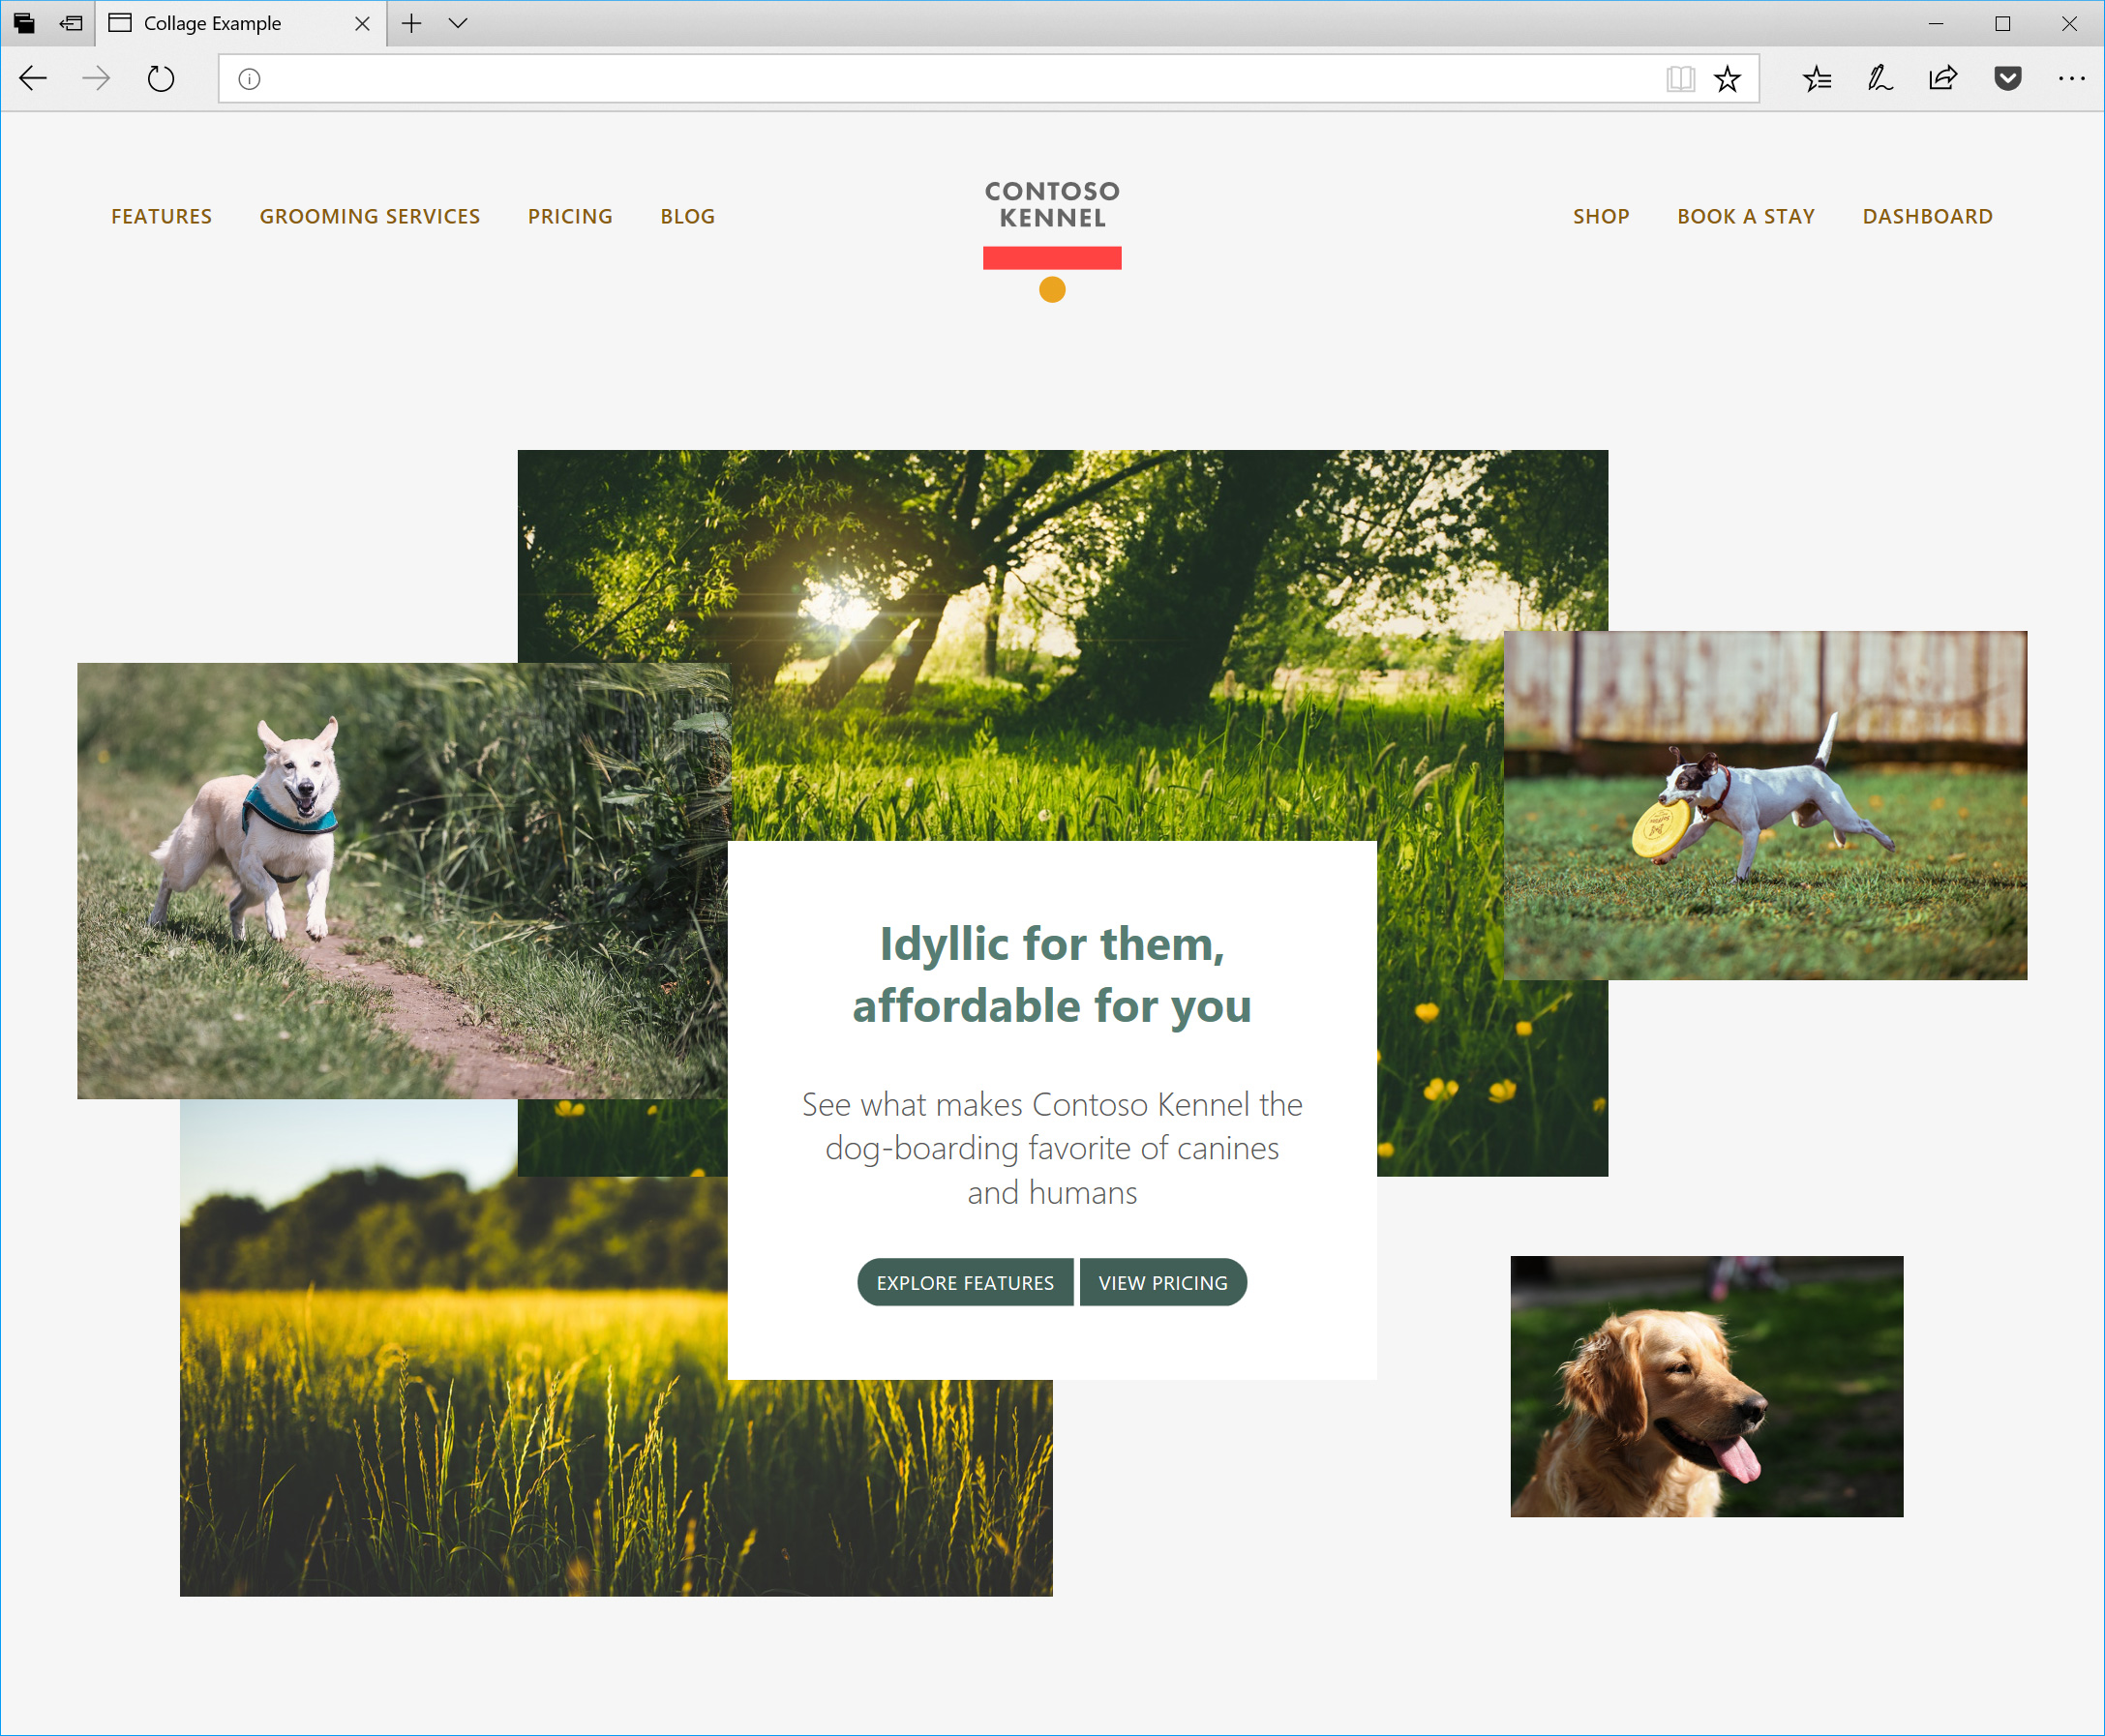 Collage Example
FEATURES GROOMING SERVICES PRICING BLOG
CONTOSO
KENNEL
SHOP BOOK A STAY DASHBOARD
Idyllic for them,
affordable for you
See what makes Contoso Kennel the
dog-boarding favorite of canines
and humans
EXPLORE FEATURES VIEW PRICING